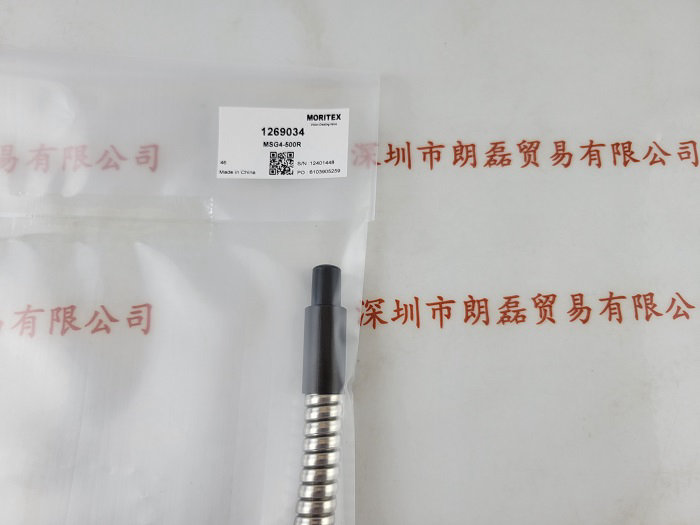 MORITEX
1269034
MSG4-500R
46
S/N 12401448
Made in China
PO : 6103605259
有限公司
深圳市朗磊贸易有限公司
有限公司
深圳市朗磊贸易有限公